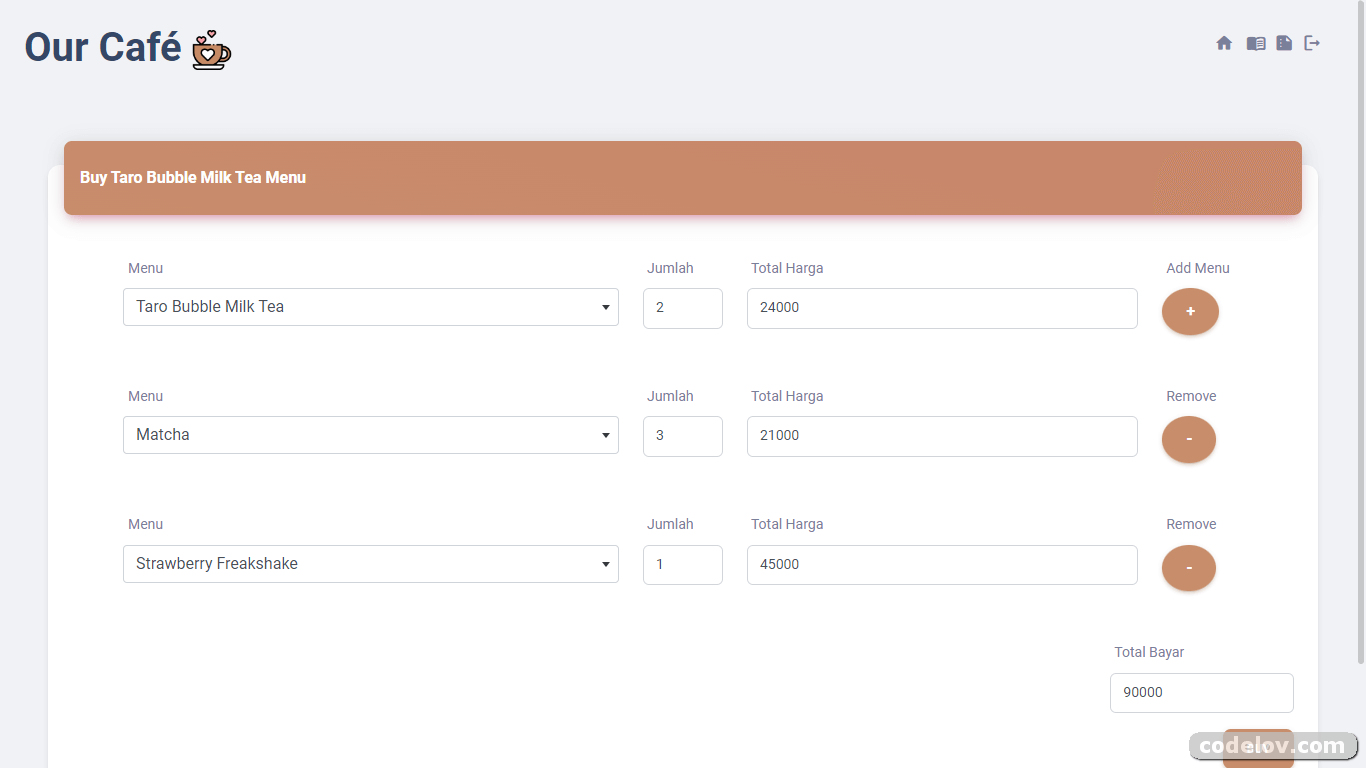 Our Café
Buy Taro Bubble Milk Tea Menu
Menu Jumlah Total Harga Add Menu
Taro Bubble Milk Tea 2 24000 +
Menu Jumlah Total Harga Remove
Matcha 3 21000 -
Menu Jumlah Total Harga Remove
Strawberry Freakshake 1 45000 -
Total Bayar
90000
codelov.com